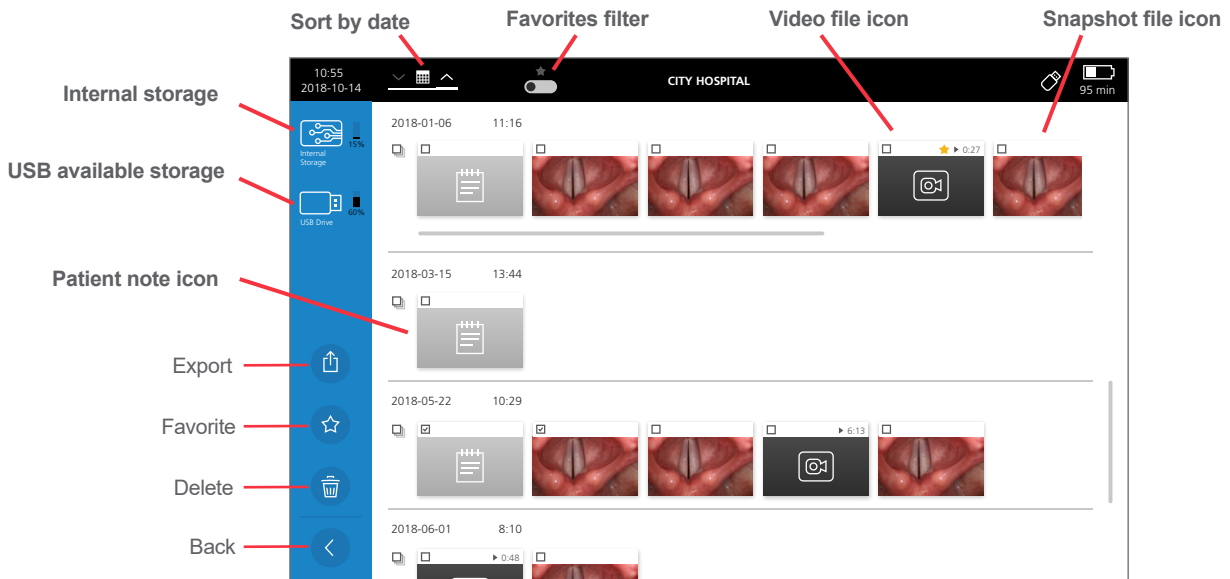 Sort by date
Favorites filter
Video file icon
Snapshot file icon
10:55
2018-10-14
CITY HOSPITAL
95 min
Internal storage
Internal
Storage
15%
USB available storage
USB Drive
60%
2018-01-06 11:16
0:27
Patient note icon
2018-03-15 13:44
Export
Favorite
2018-05-22 10:29
6:13
Delete
Back
2018-06-01 8:10
0:48